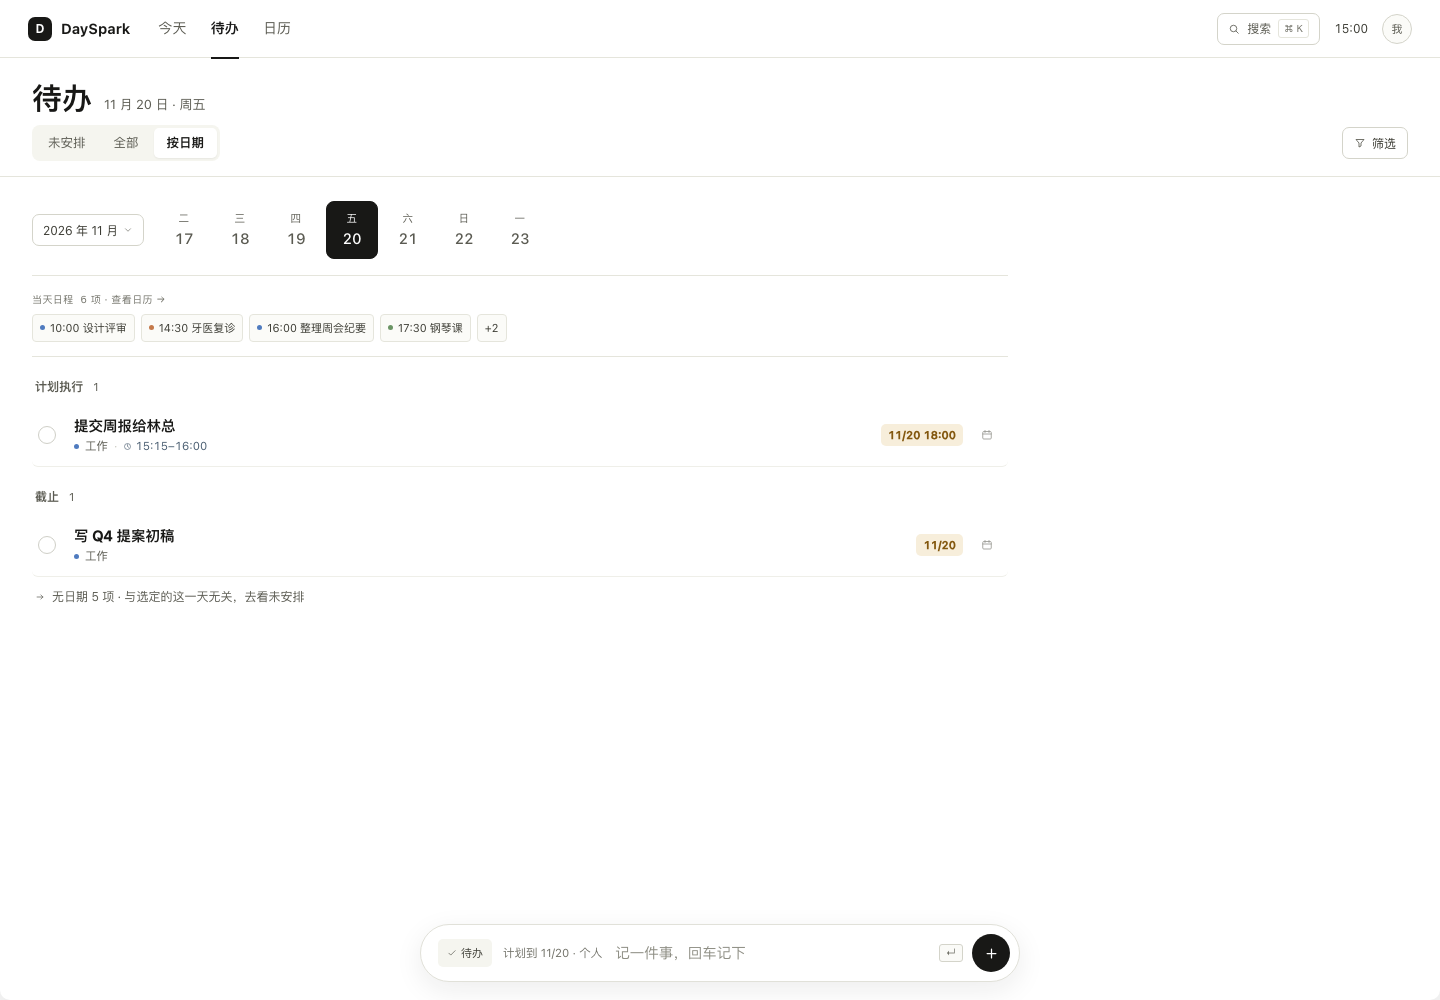 D DaySpark 今天 待办 日历 搜索 ⌘ K 15:00 我
待办 11 月 20 日 · 周五
未安排 全部 按日期 筛选
2026 年 11 月
二 三 四 五 六 日 一
17 18 19 20 21 22 23
当天日程 6 项 · 查看日历 →
10:00 设计评审 14:30 牙医复诊 16:00 整理周会纪要 17:30 钢琴课 +2
计划执行 1
提交周报给林总
工作 · 15:15–16:00 11/20 18:00
截止 1
写 Q4 提案初稿
工作 11/20
→ 无日期 5 项 · 与选定的这一天无关，去看未安排
待办 计划到 11/20 · 个人 记一件事，回车记下